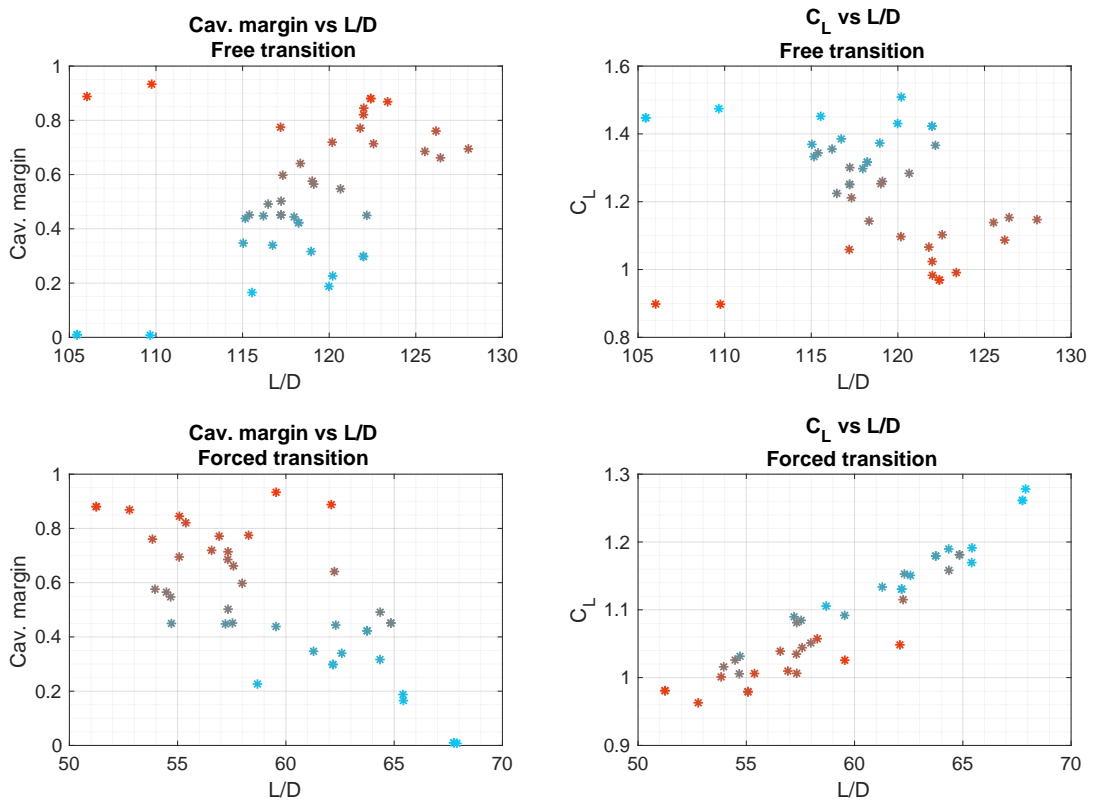 Cav. margin vs L/D
Free transition
1
0.8
0.6
0.4
0.2
0
Cav. margin
105 110 115 120 125 130
L/D
C_L vs L/D
Free transition
1.6
1.4
1.2
1
0.8
C_L
105 110 115 120 125 130
L/D
Cav. margin vs L/D
Forced transition
1
0.8
0.6
0.4
0.2
0
Cav. margin
50 55 60 65 70
L/D
C_L vs L/D
Forced transition
1.3
1.2
1.1
1
0.9
C_L
50 55 60 65 70
L/D